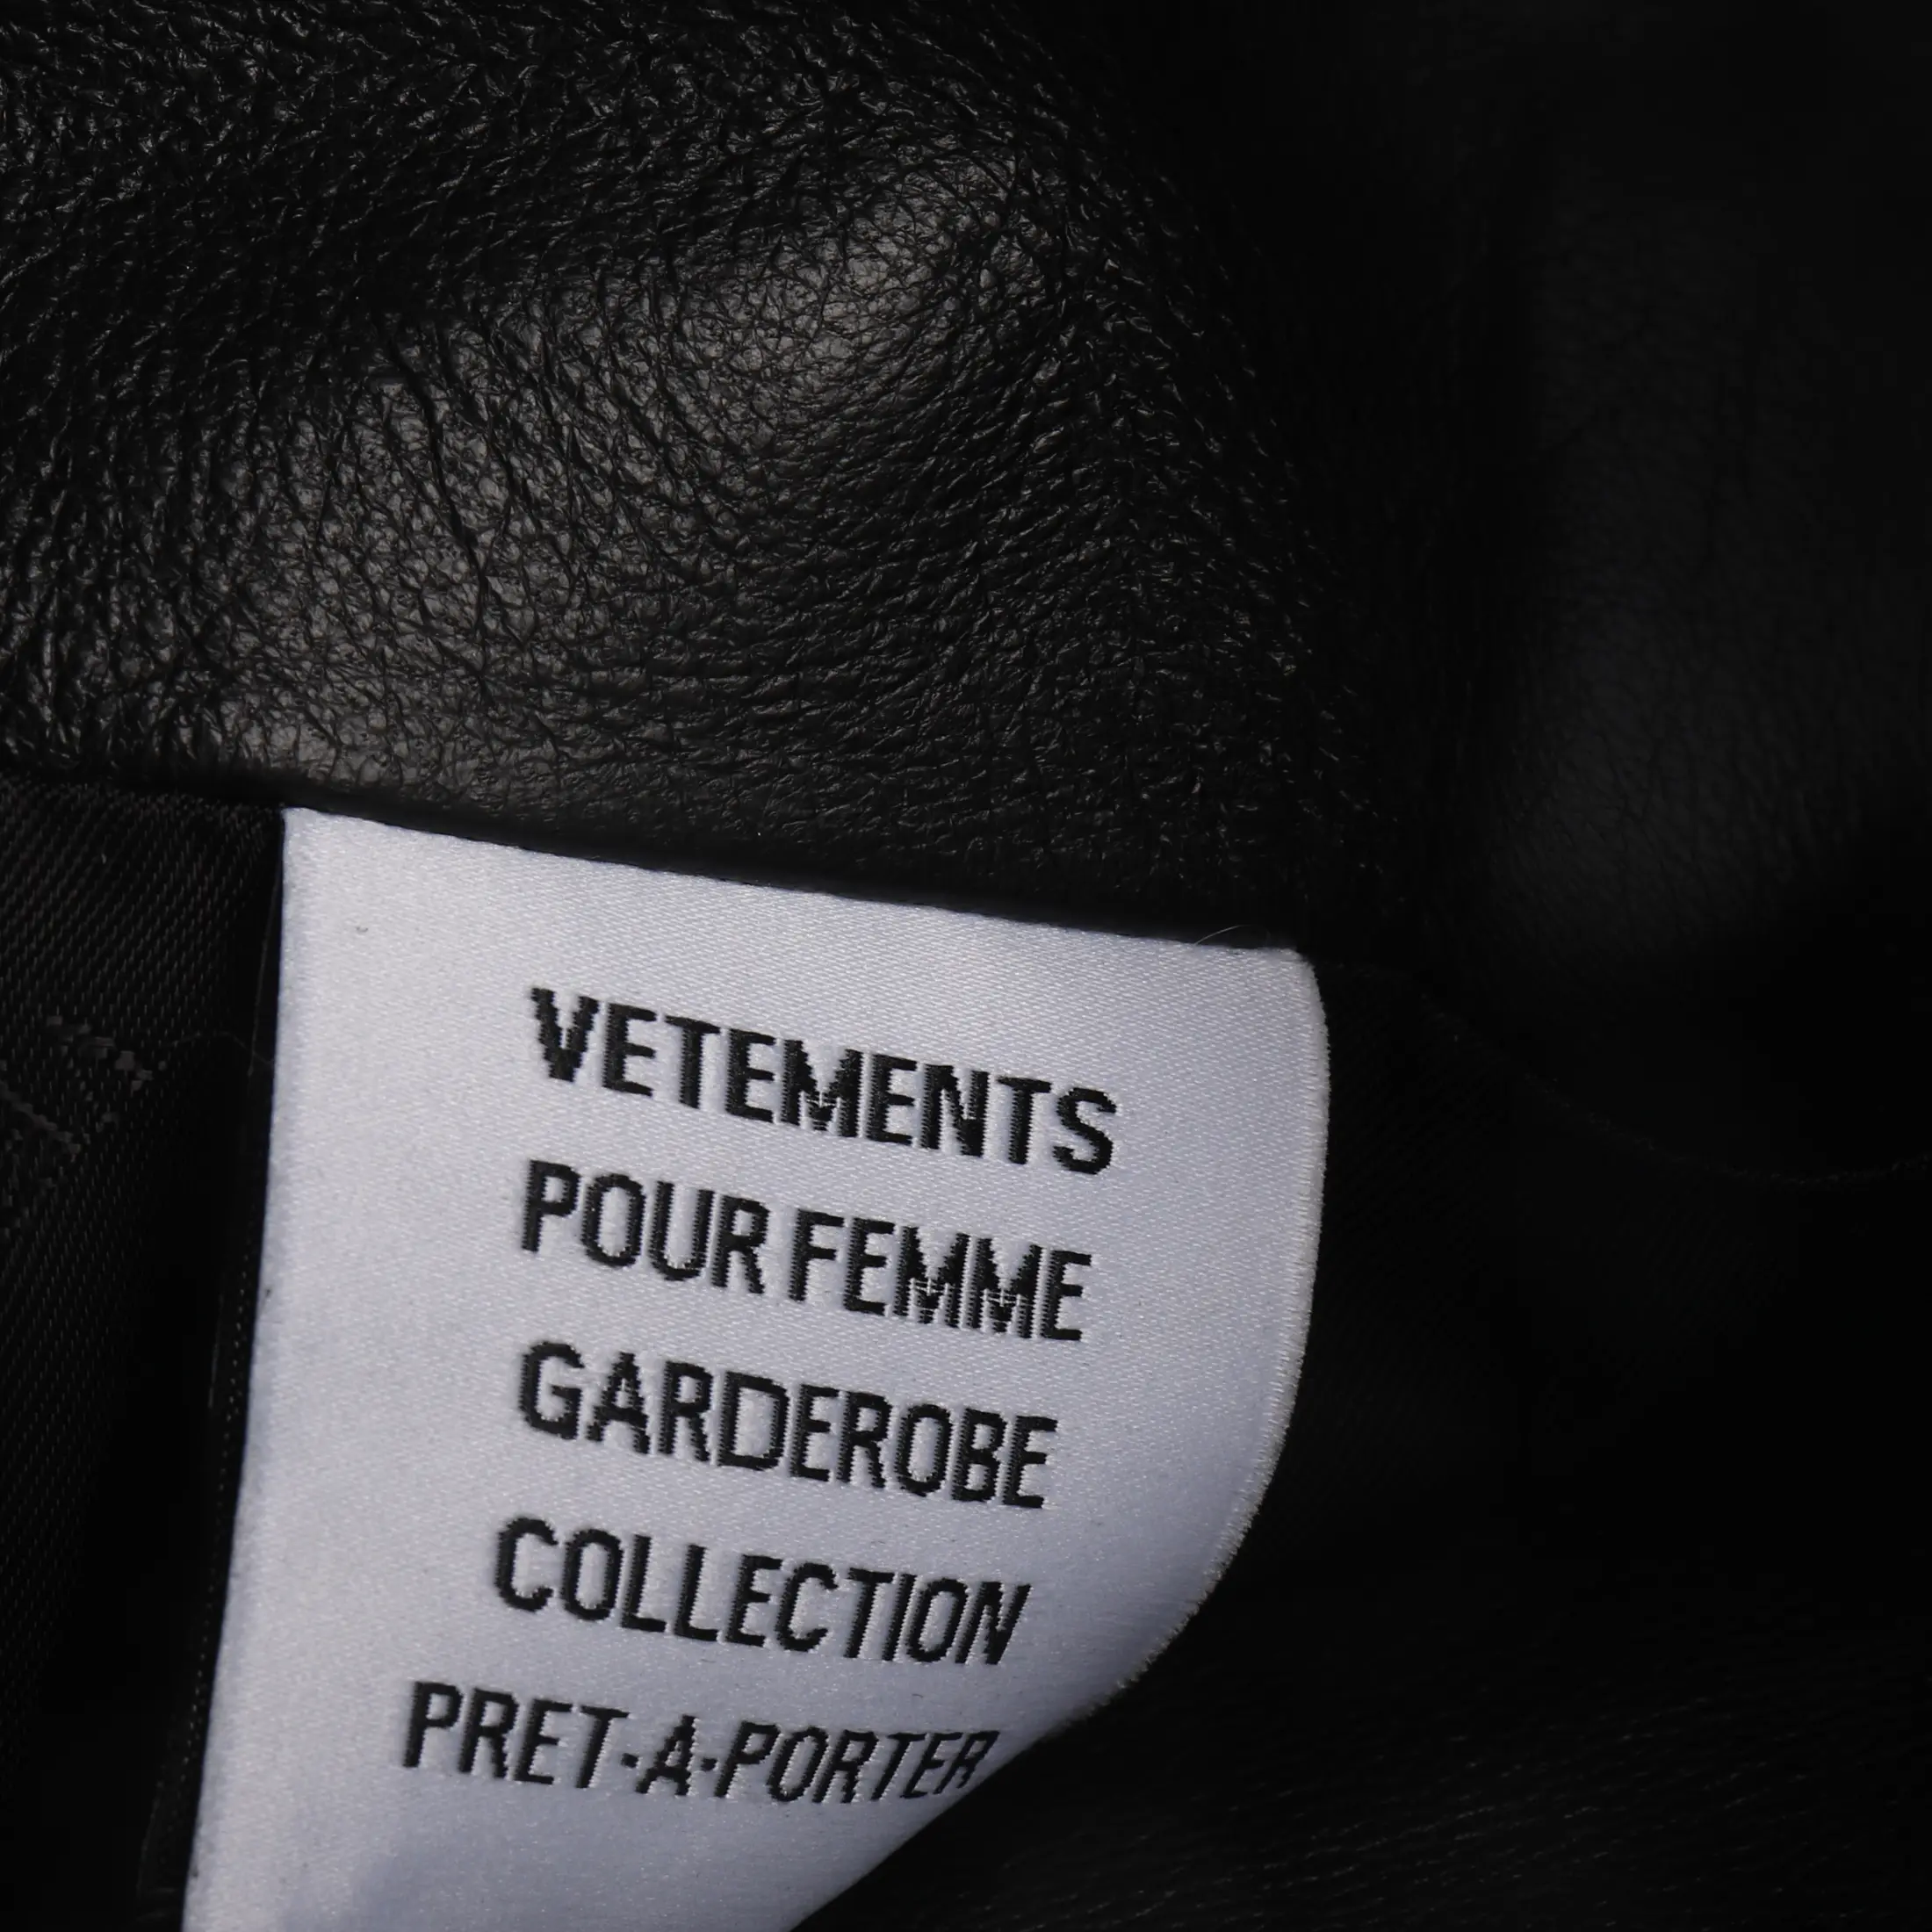 VETEMENTS
POUR FEMME
GARDEROBE
COLLECTION
PRET-A-PORTER